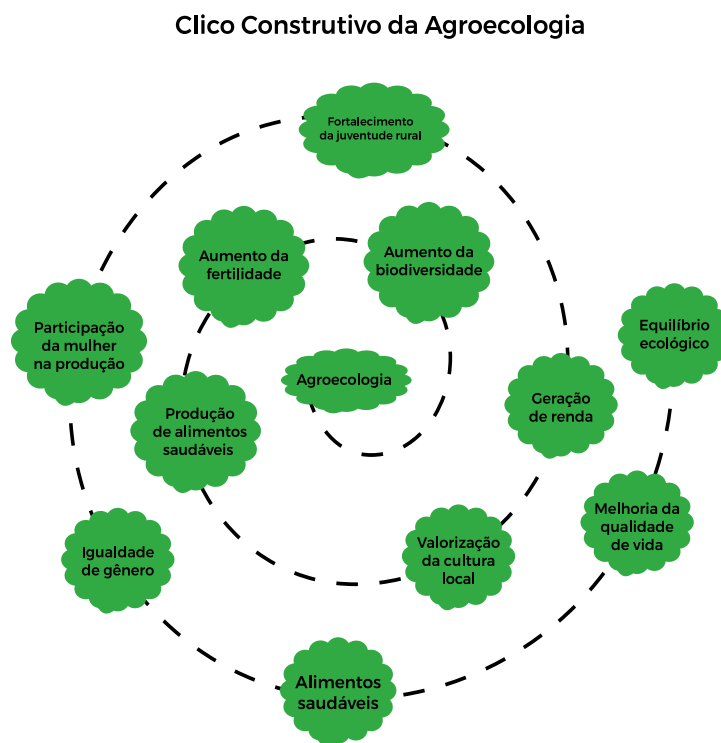 Clico Construtivo da Agroecologia
Fortalecimento
da juventude rural
Aumento da
fertilidade
Aumento da
biodiversidade
Participação
da mulher
na produção
Equilíbrio
ecológico
Agroecologia
Produção
de alimentos
saudáveis
Geração
de renda
Igualdade
de gênero
Valorização
da cultura
local
Melhoria da
qualidade
de vida
Alimentos
saudáveis